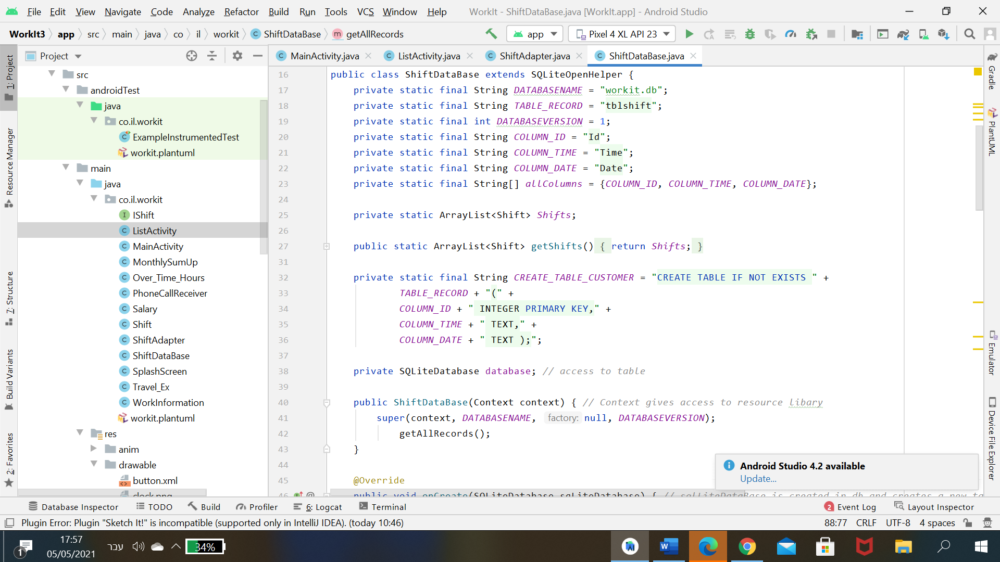 File Edit View Navigate Code Analyze Refactor Build Run Tools VCS Window Help WorkIt - ShiftDataBase.java [WorkIt.app] - Android Studio
WorkIt3 app src main java co il workit ShiftDataBase getAllRecords app Pixel 4 XL API 23
Project
MainActivity.java ListActivity.java ShiftAdapter.java ShiftDataBase.java
1: Project
Resource Manager
7: Structure
Build Variants
2: Favorites
src
androidTest
java
co.il.workit
ExampleInstrumentedTest
workit.plantuml
main
java
co.il.workit
IShift
ListActivity
MainActivity
MonthlySumUp
Over_Time_Hours
PhoneCallReceiver
Salary
Shift
ShiftAdapter
ShiftDataBase
SplashScreen
Travel_Ex
WorkInformation
workit.plantuml
res
anim
drawable
button.xml
clock.png
16 public class ShiftDataBase extends SQLiteOpenHelper {
17 private static final String DATABASENAME = "workit.db";
18 private static final String TABLE_RECORD = "tblshift";
19 private static final int DATABASEVERSION = 1;
20 private static final String COLUMN_ID = "Id";
21 private static final String COLUMN_TIME = "Time";
22 private static final String COLUMN_DATE = "Date";
23 private static final String[] allColumns = {COLUMN_ID, COLUMN_TIME, COLUMN_DATE};
24
25 private static ArrayList<Shift> Shifts;
26
27 public static ArrayList<Shift> getShifts() { return Shifts; }
31
32 private static final String CREATE_TABLE_CUSTOMER = "CREATE TABLE IF NOT EXISTS " +
33 TABLE_RECORD + "(" +
34 COLUMN_ID + " INTEGER PRIMARY KEY," +
35 COLUMN_TIME + " TEXT," +
36 COLUMN_DATE + " TEXT );";
37
38 private SQLiteDatabase database; // access to table
39
40 public ShiftDataBase(Context context) { // Context gives access to resource libary
41 super(context, DATABASENAME, factory: null, DATABASEVERSION);
42 getAllRecords();
43 }
44
45 @Override
46 public void onCreate(SQLiteDatabase sqLiteDatabase) { // sqlLiteDataBase is created in db and creates a new ta
Gradle
PlantUML
Emulator
Device File Explorer
Android Studio 4.2 available
Update...
Database Inspector TODO Build Profiler 6: Logcat Terminal 2 Event Log Layout Inspector
Plugin Error: Plugin "Sketch It!" is incompatible (supported only in IntelliJ IDEA). (today 10:46) 88:77 CRLF UTF-8 4 spaces
1 17:57
05/05/2021
עבר
34%